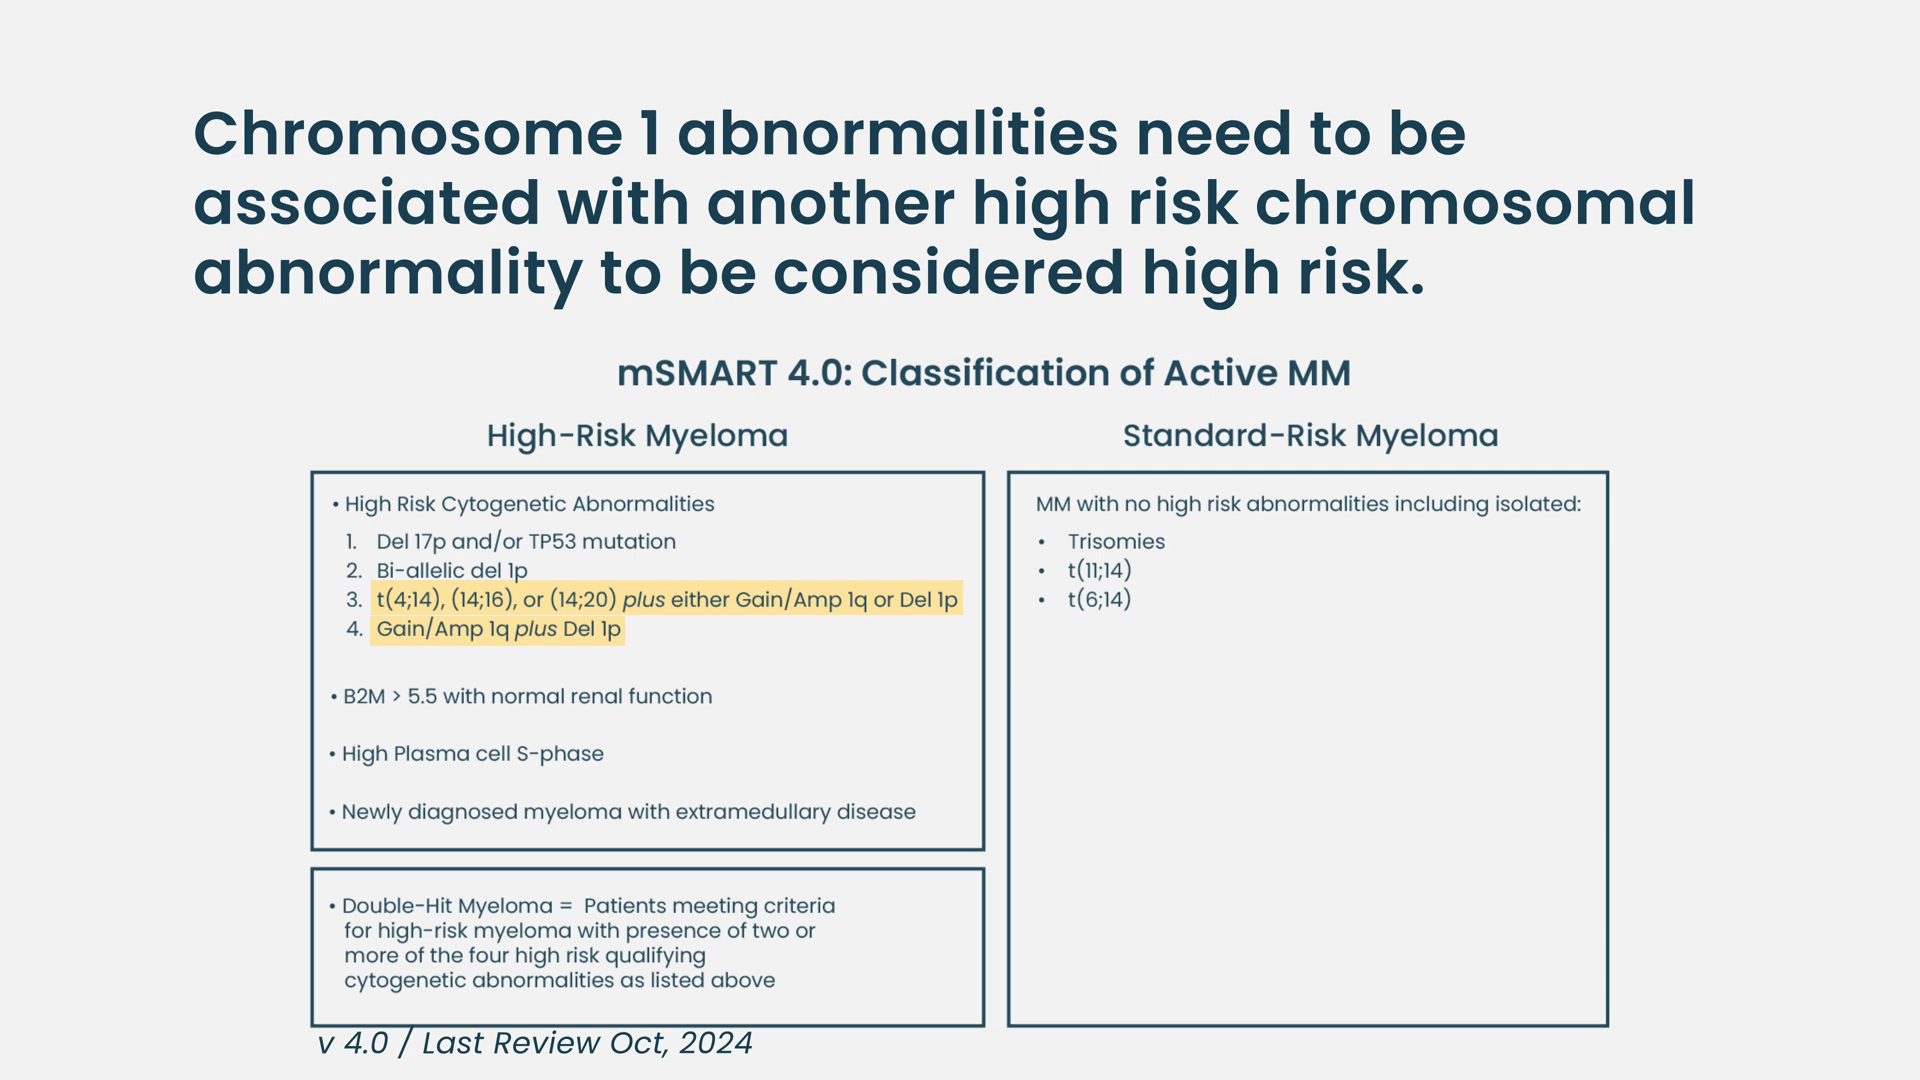 Chromosome 1 abnormalities need to be
associated with another high risk chromosomal
abnormality to be considered high risk.
mSMART 4.0: Classification of Active MM
High-Risk Myeloma
• High Risk Cytogenetic Abnormalities
1. Del 17p and/or TP53 mutation
2. Bi-allelic del 1p
3. t(4;14), (14;16), or (14;20) plus either Gain/Amp 1q or Del 1p
4. Gain/Amp 1q plus Del 1p
• B2M > 5.5 with normal renal function
• High Plasma cell S-phase
• Newly diagnosed myeloma with extramedullary disease
• Double-Hit Myeloma = Patients meeting criteria
for high-risk myeloma with presence of two or
more of the four high risk qualifying
cytogenetic abnormalities as listed above
Standard-Risk Myeloma
MM with no high risk abnormalities including isolated:
• Trisomies
• t(11;14)
• t(6;14)
v 4.0 / Last Review Oct, 2024